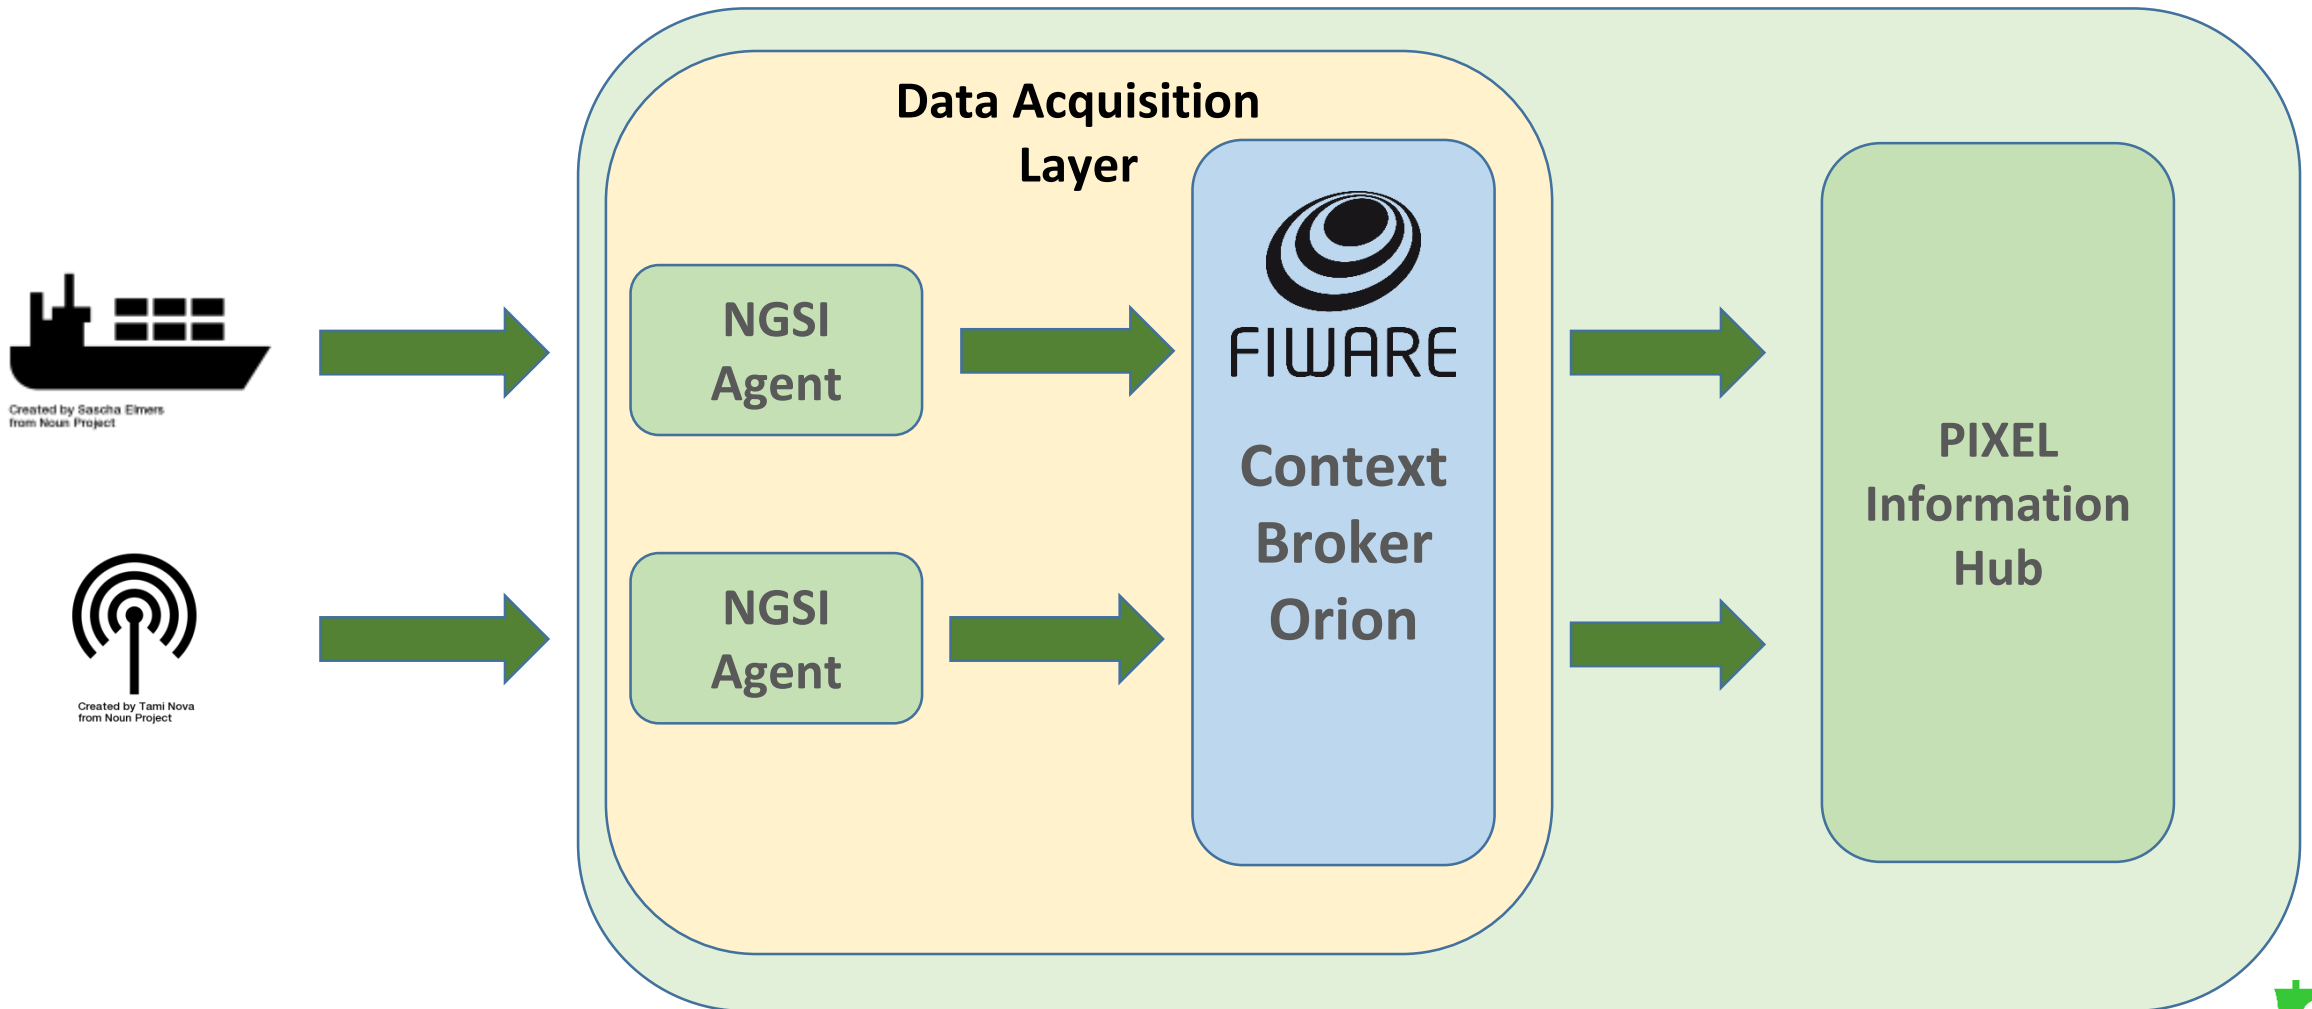 Data Acquisition
Layer
NGSI
Agent
FIWARE
Context
Broker
Orion
PIXEL
Information
Hub
Created by Sascha Elmers
from Noun Project
NGSI
Agent
Created by Tami Nova
from Noun Project